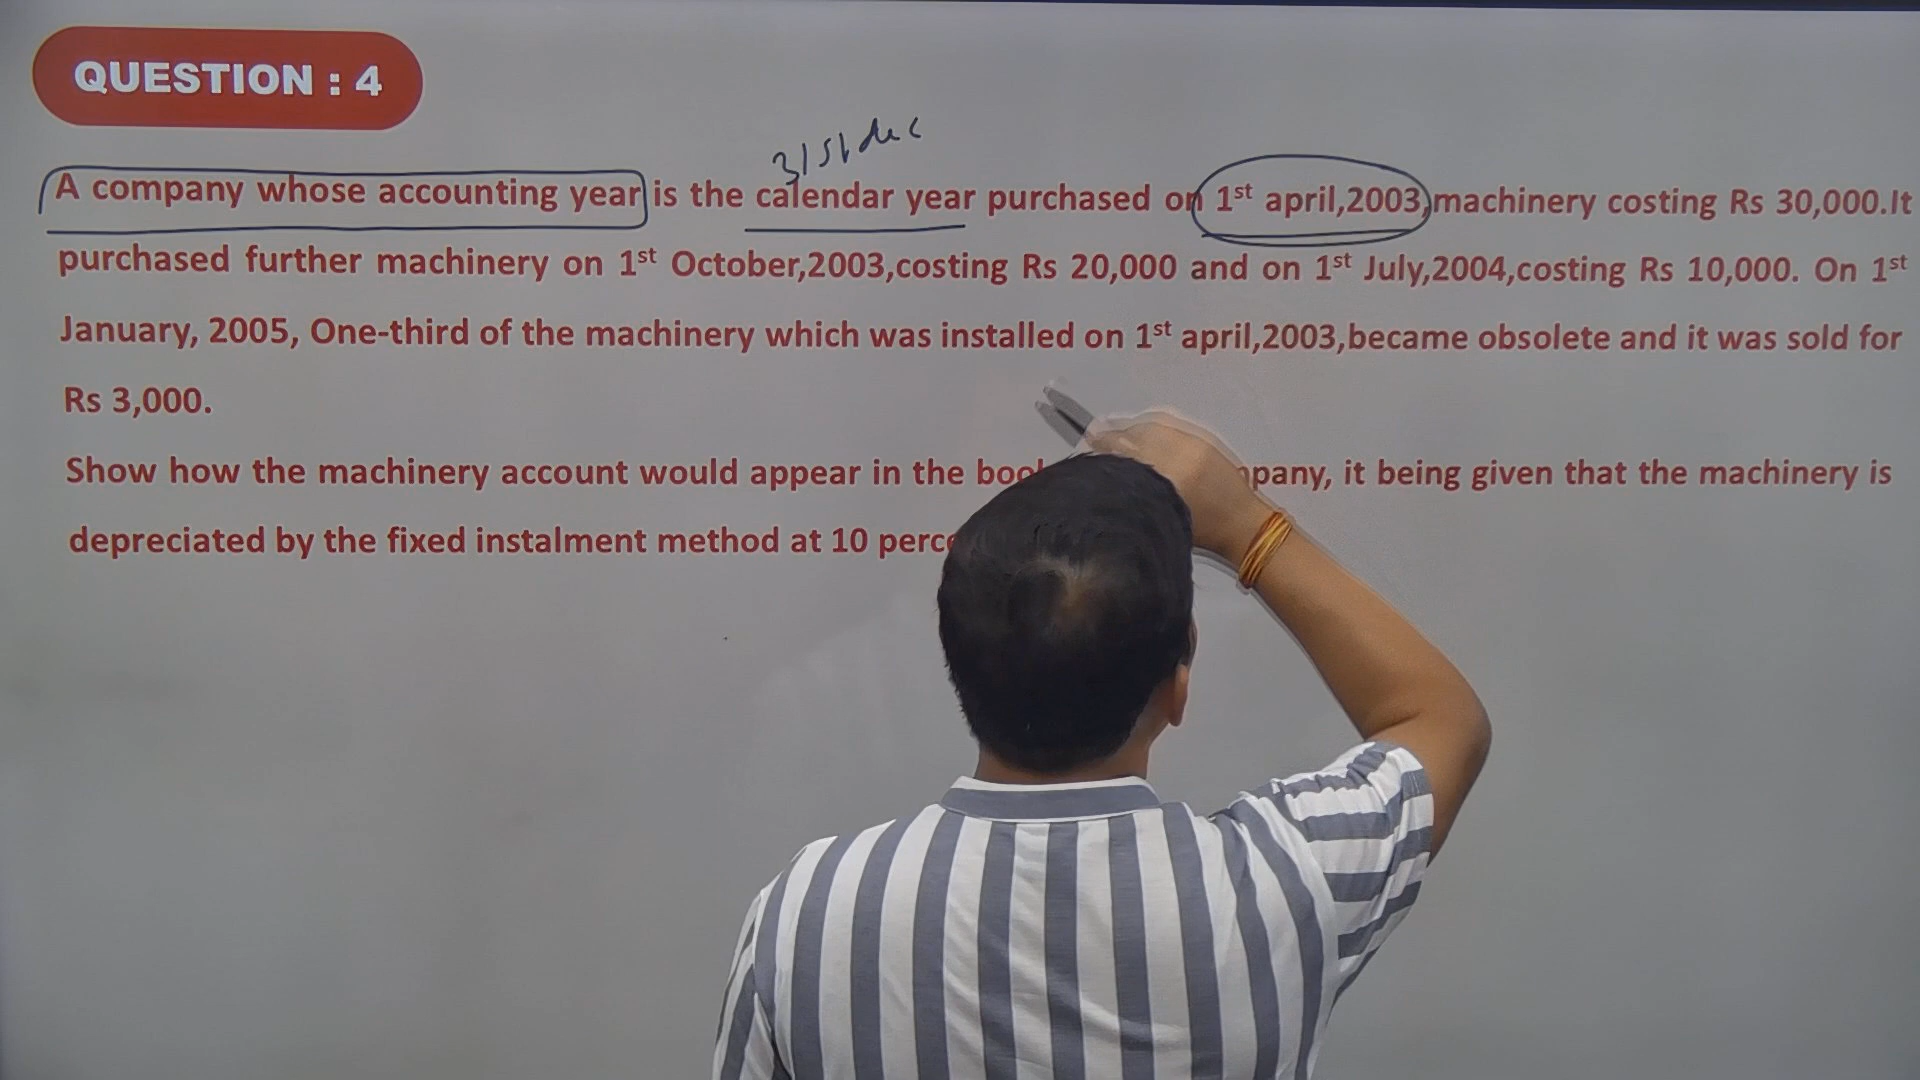 QUESTION : 4
31st dec
A company whose accounting year is the calendar year purchased on 1st april,2003,machinery costing Rs 30,000.It
purchased further machinery on 1st October,2003,costing Rs 20,000 and on 1st July,2004,costing Rs 10,000. On 1st
January, 2005, One-third of the machinery which was installed on 1st april,2003,became obsolete and it was sold for
Rs 3,000.
Show how the machinery account would appear in the it being given that the machinery is
depreciated by the fixed instalment method at 10